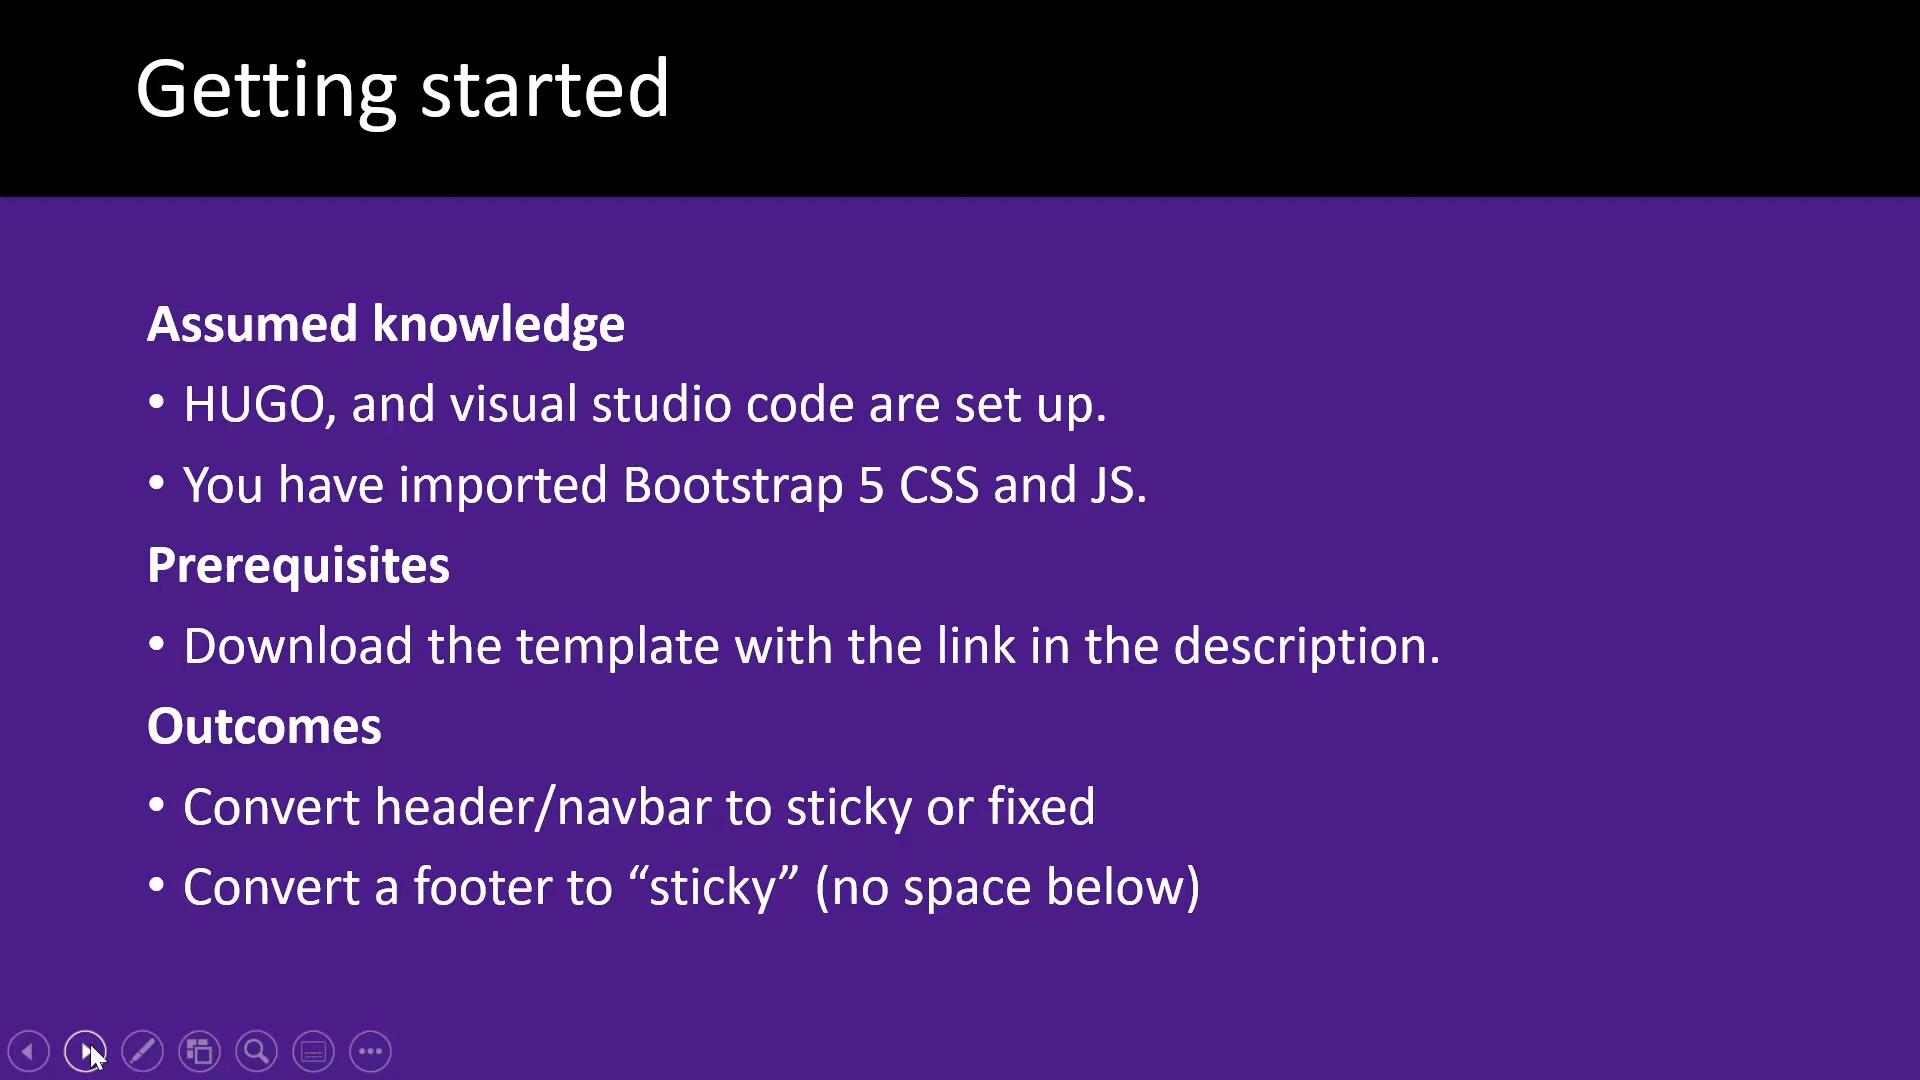 Getting started
Assumed knowledge
• HUGO, and visual studio code are set up.
• You have imported Bootstrap 5 CSS and JS.
Prerequisites
• Download the template with the link in the description.
Outcomes
• Convert header/navbar to sticky or fixed
• Convert a footer to “sticky” (no space below)